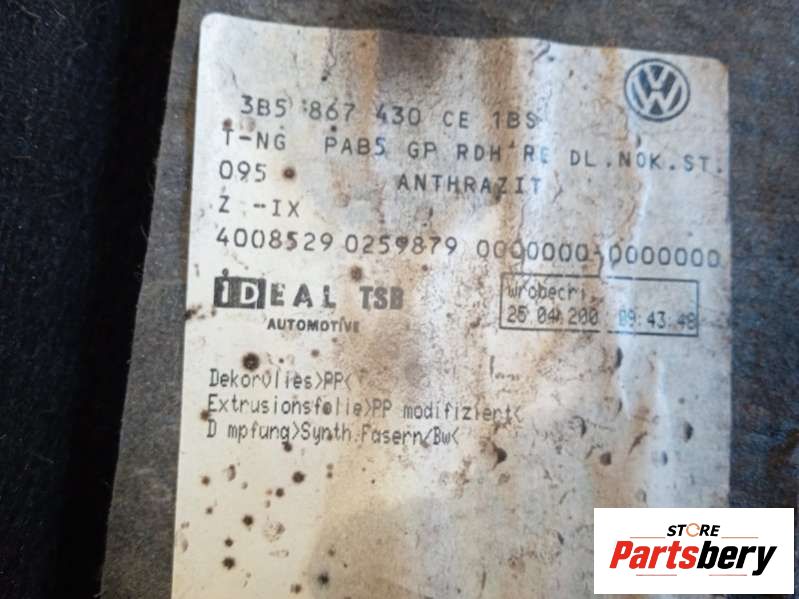 3B5 867 430 CE 1BS
T-NG PAB5 GP RDH RE DL.NOK.ST.
095 ANTHRAZIT
Z -IX
4008529 0259879 0000000-0000000
IDEAL TSB
AUTOMOTIVE
wrobecri
25.04.200 09:43:48
Dekorvlies>PP<
Extrusionsfolie>PP modifiziert<
D mpfung>Synth.Fasern/Bw<
STORE
Partsbery